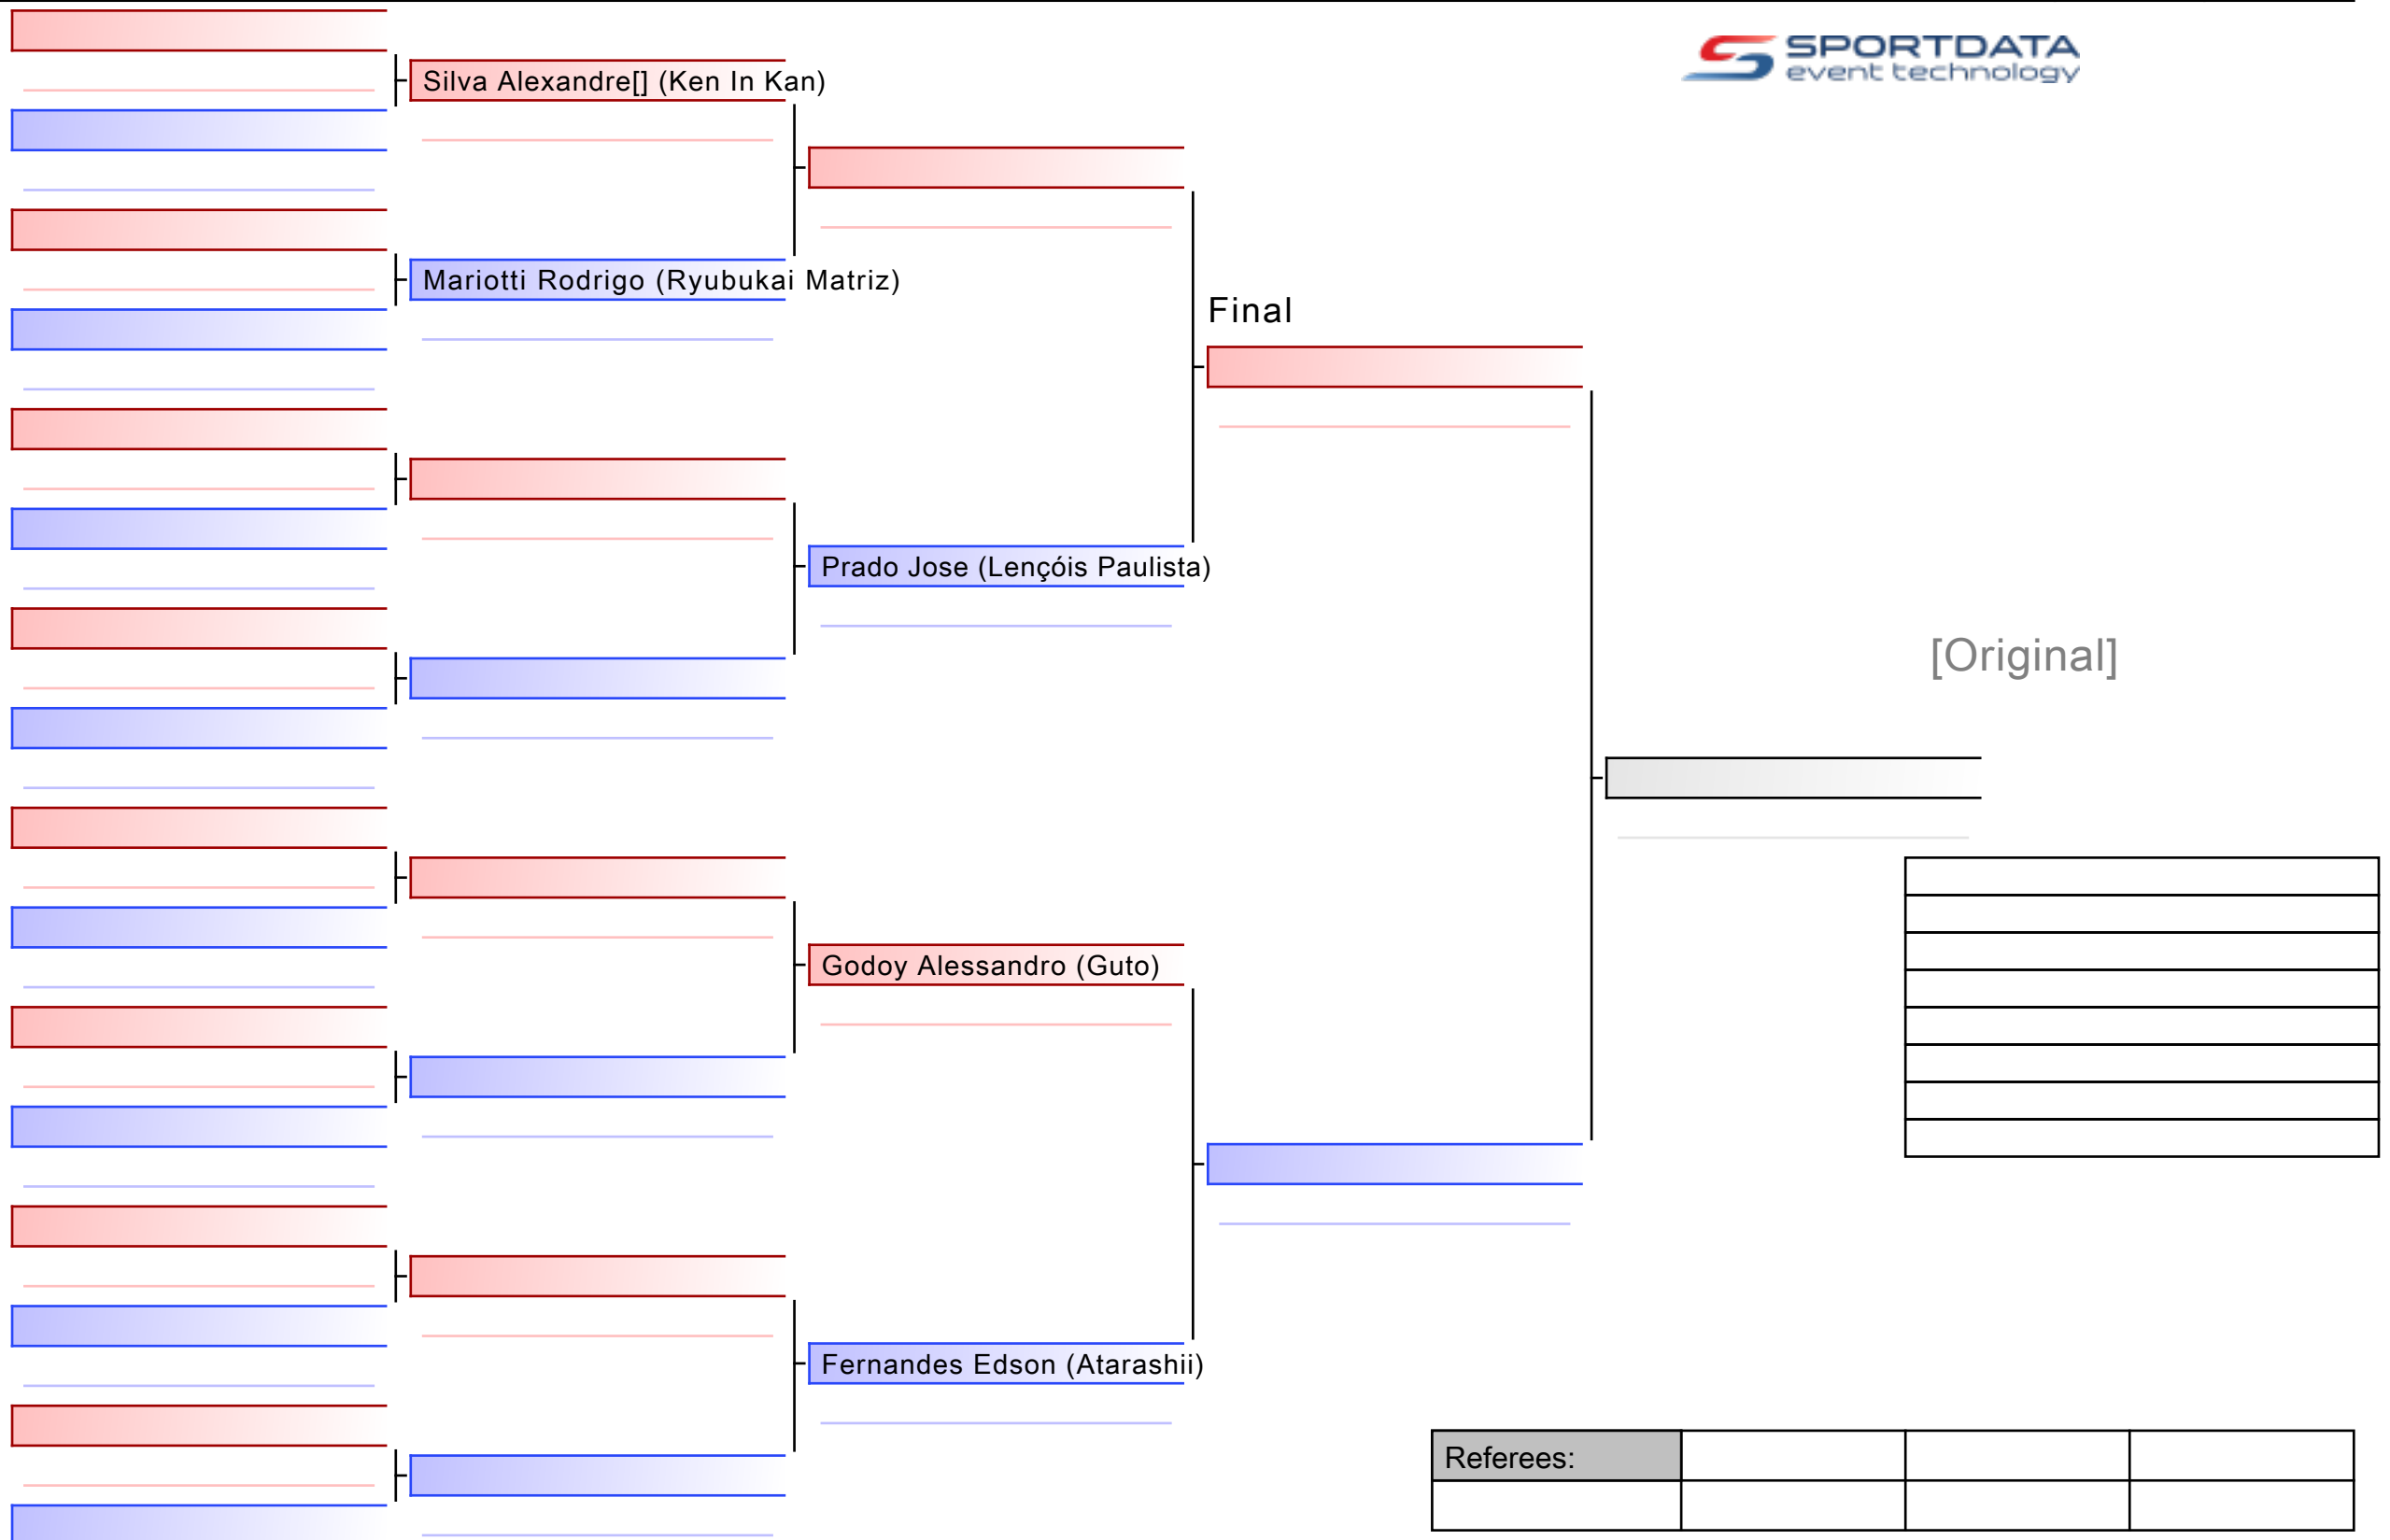 SPORTDATA
event technology
Silva Alexandre[] (Ken In Kan)
Mariotti Rodrigo (Ryubukai Matriz)
Final
Prado Jose (Lençóis Paulista)
[Original]
Godoy Alessandro (Guto)
Fernandes Edson (Atarashii)
Referees: